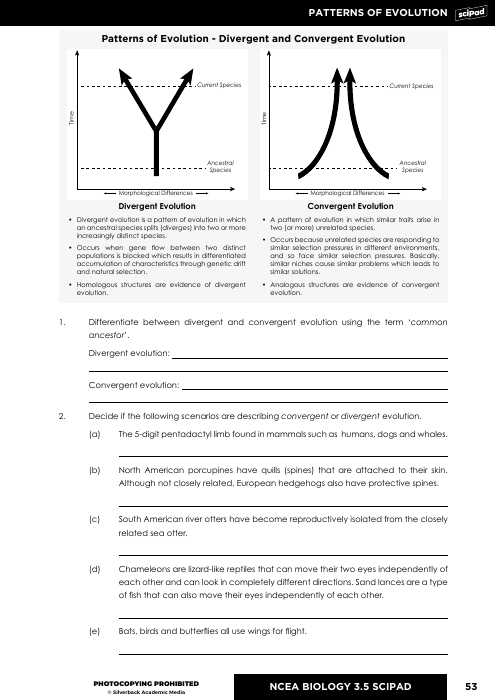 PATTERNS OF EVOLUTION
scipad
Patterns of Evolution - Divergent and Convergent Evolution
Time
Current Species
Ancestral
Species
Morphological Differences
Time
Current Species
Ancestral
Species
Morphological Differences
Divergent Evolution
• Divergent evolution is a pattern of evolution in which
an ancestral species splits (diverges) into two or more
increasingly distinct species.
• Occurs when gene flow between two distinct
populations is blocked which results in differentiated
accumulation of characteristics through genetic drift
and natural selection.
• Homologous structures are evidence of divergent
evolution.
Convergent Evolution
• A pattern of evolution in which similar traits arise in
two (or more) unrelated species.
• Occurs because unrelated species are responding to
similar selection pressures in different environments,
and so face similar selection pressures. Basically,
similar niches cause similar problems which leads to
similar solutions.
• Analogous structures are evidence of convergent
evolution.
1. Differentiate between divergent and convergent evolution using the term ‘common
ancestor’.
Divergent evolution:
Convergent evolution:
2. Decide if the following scenarios are describing convergent or divergent evolution.
(a) The 5-digit pentadactyl limb found in mammals such as humans, dogs and whales.
(b) North American porcupines have quills (spines) that are attached to their skin.
Although not closely related, European hedgehogs also have protective spines.
(c) South American river otters have become reproductively isolated from the closely
related sea otter.
(d) Chameleons are lizard-like reptiles that can move their two eyes independently of
each other and can look in completely different directions. Sand lances are a type
of fish that can also move their eyes independently of each other.
(e) Bats, birds and butterflies all use wings for flight.
PHOTOCOPYING PROHIBITED
© Silverback Academic Media
NCEA BIOLOGY 3.5 SCIPAD
53